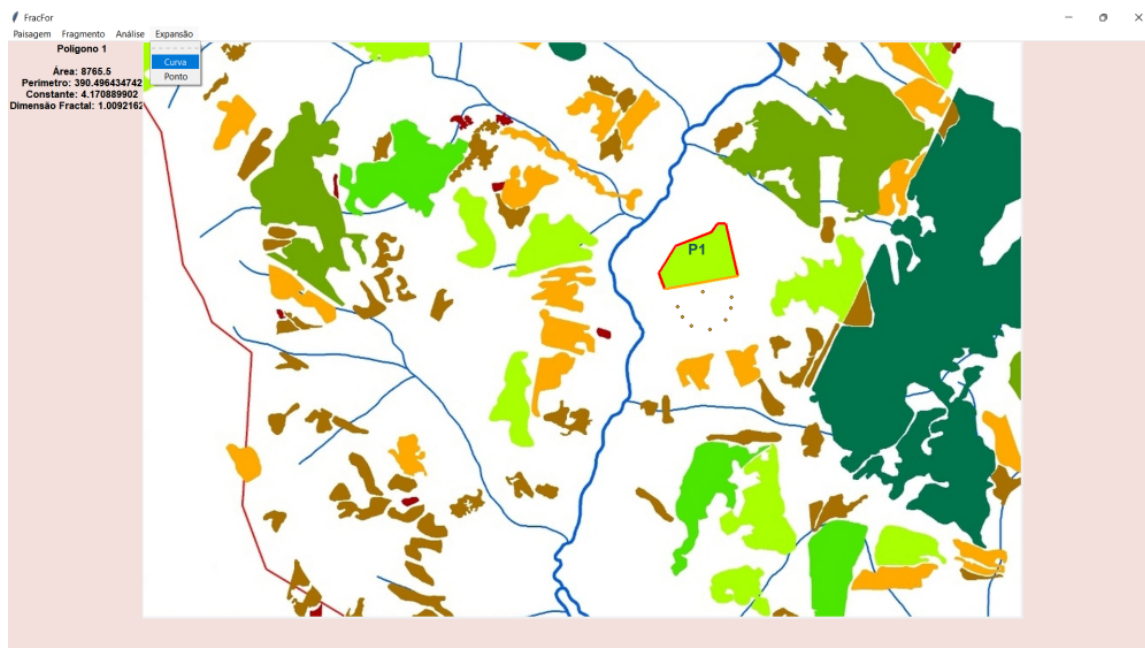 FracFor
Paisagem Fragmento Análise Expansão
Curva
Ponto
Poligono 1
Área: 8765.5
Perimetro: 390.496434742
Constante: 4.170889902
Dimensão Fractal: 1.0092162
P1